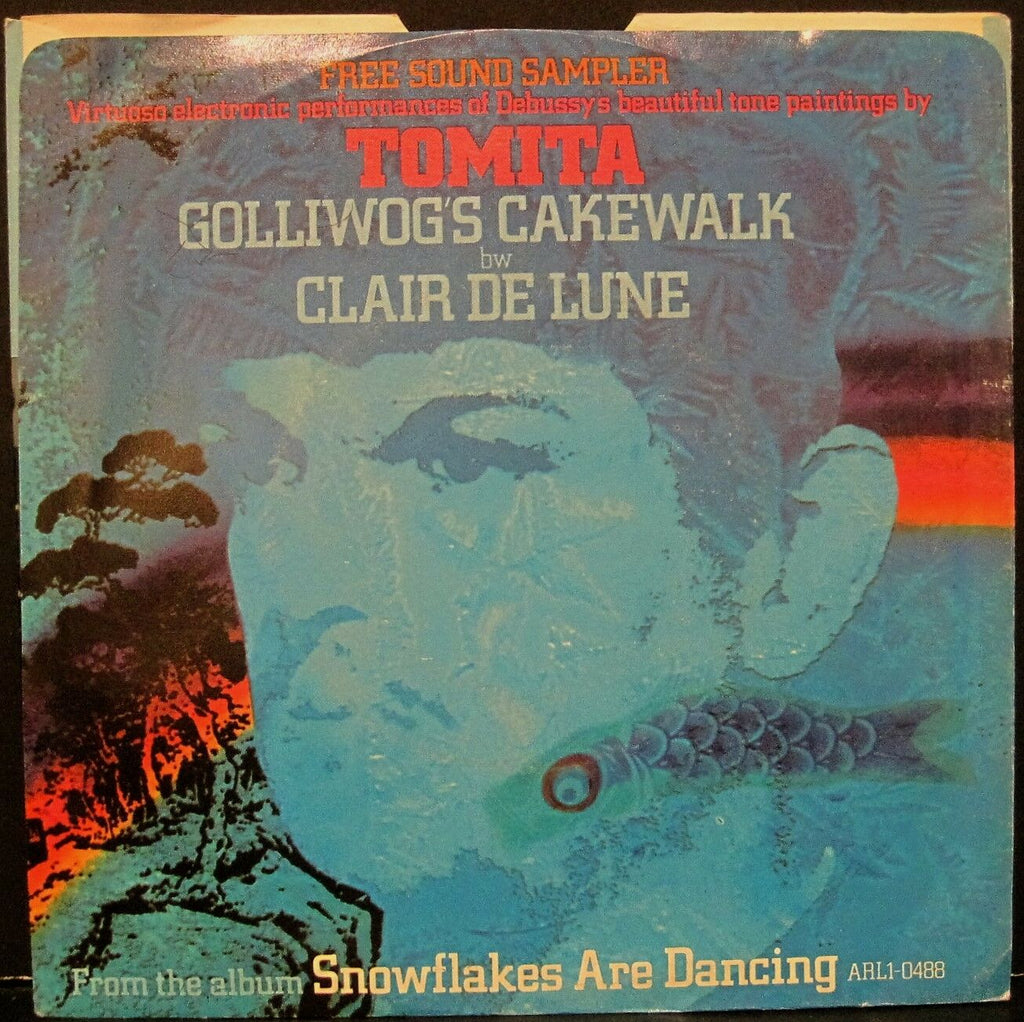 FREE SOUND SAMPLER
Virtuoso electronic performances of Debussy's beautiful tone paintings by
TOMITA
GOLLIWOG'S CAKEWALK
bw
CLAIR DE LUNE
From the album Snowflakes Are Dancing ARL1-0488